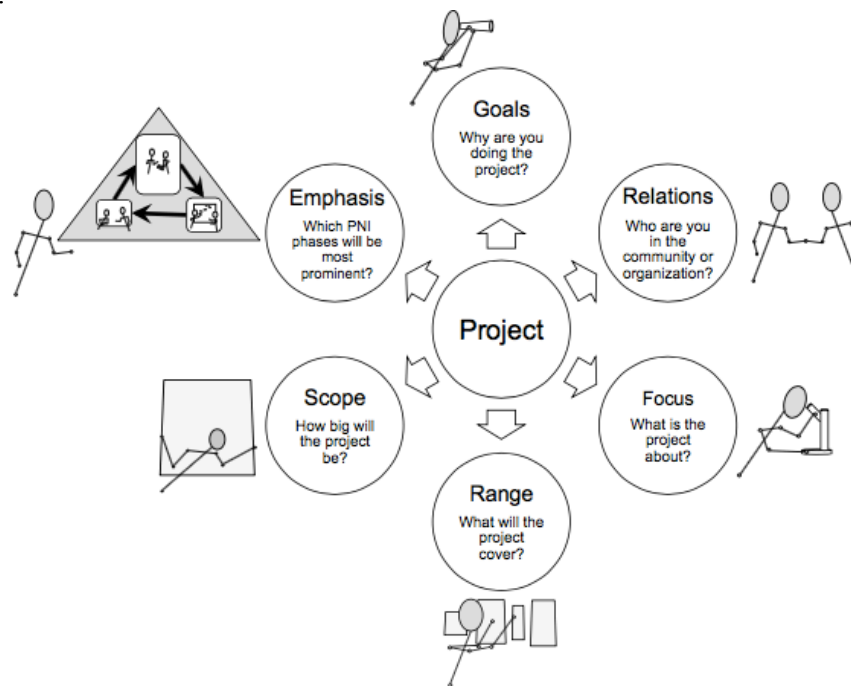 Goals
Why are you
doing the
project?
Emphasis
Which PNI
phases will be
most
prominent?
Relations
Who are you
in the
community or
organization?
Project
Scope
How big will
the project
be?
Focus
What is the
project
about?
Range
What will the
project
cover?